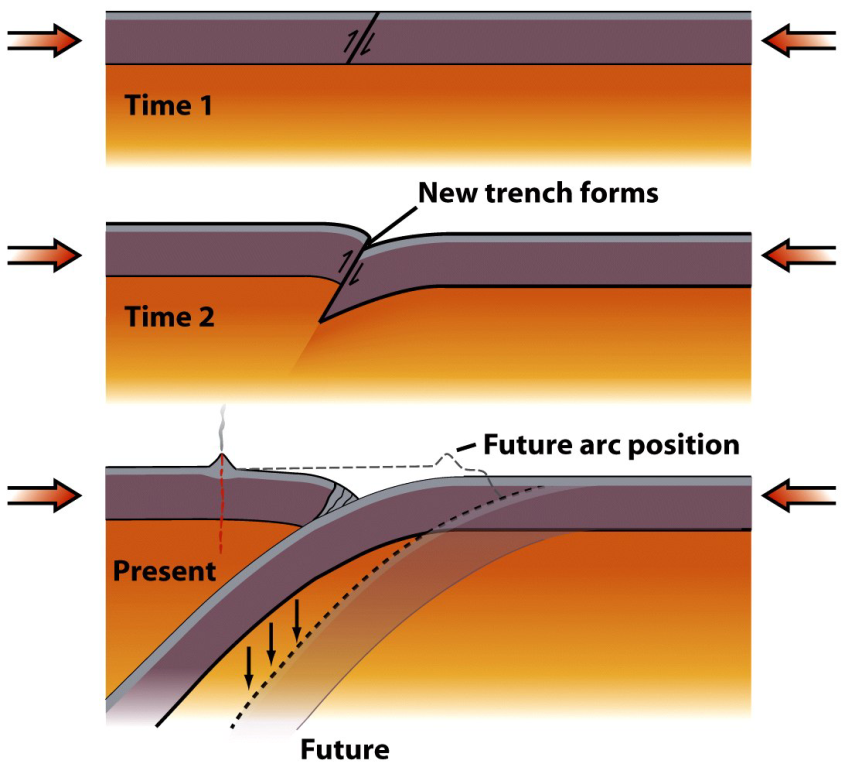 Time 1
New trench forms
Time 2
Future arc position
Present
Future